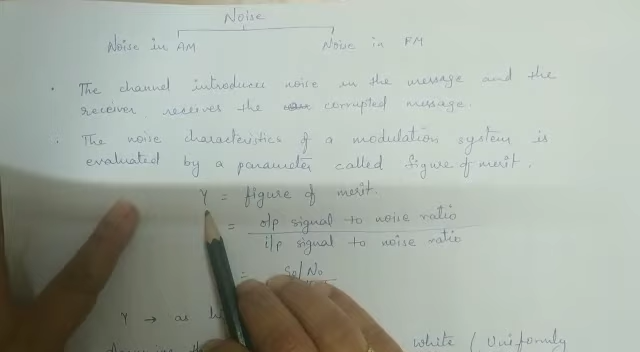 Noise
Noise in AM Noise in FM
• The channel introduces noise in the message and the
receiver receives the corrupted message.
• The noise characteristics of a modulation system is
evaluated by a parameter called figure of merit.
γ = figure of merit.
= o/p signal to noise ratio
i/p signal to noise ratio
= So/No
γ → as
white (Uniformly